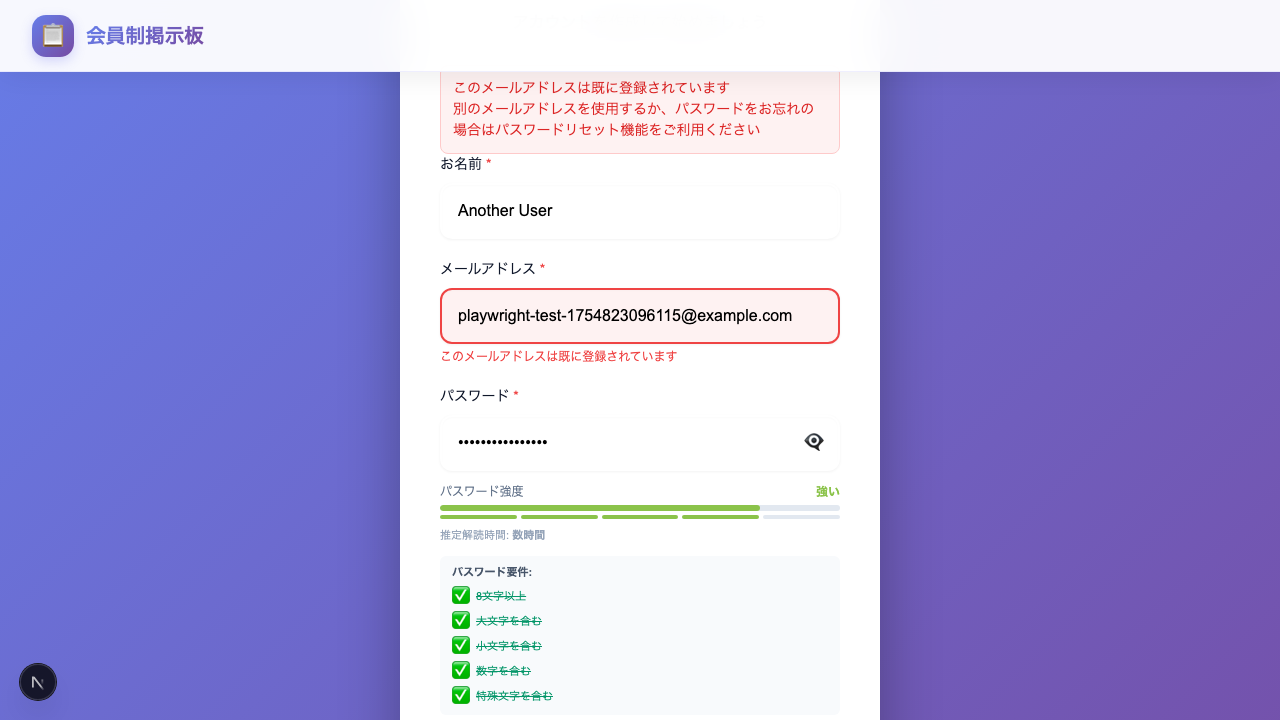 会員制掲示板
このメールアドレスは既に登録されています
別のメールアドレスを使用するか、パスワードをお忘れの
場合はパスワードリセット機能をご利用ください
お名前 *
Another User
メールアドレス *
playwright-test-1754823096115@example.com
このメールアドレスは既に登録されています
パスワード *
••••••••••••••••
パスワード強度 強い
推定解読時間: 数時間
パスワード要件:
✅ 8文字以上
✅ 大文字を含む
✅ 小文字を含む
✅ 数字を含む
✅ 特殊文字を含む
N